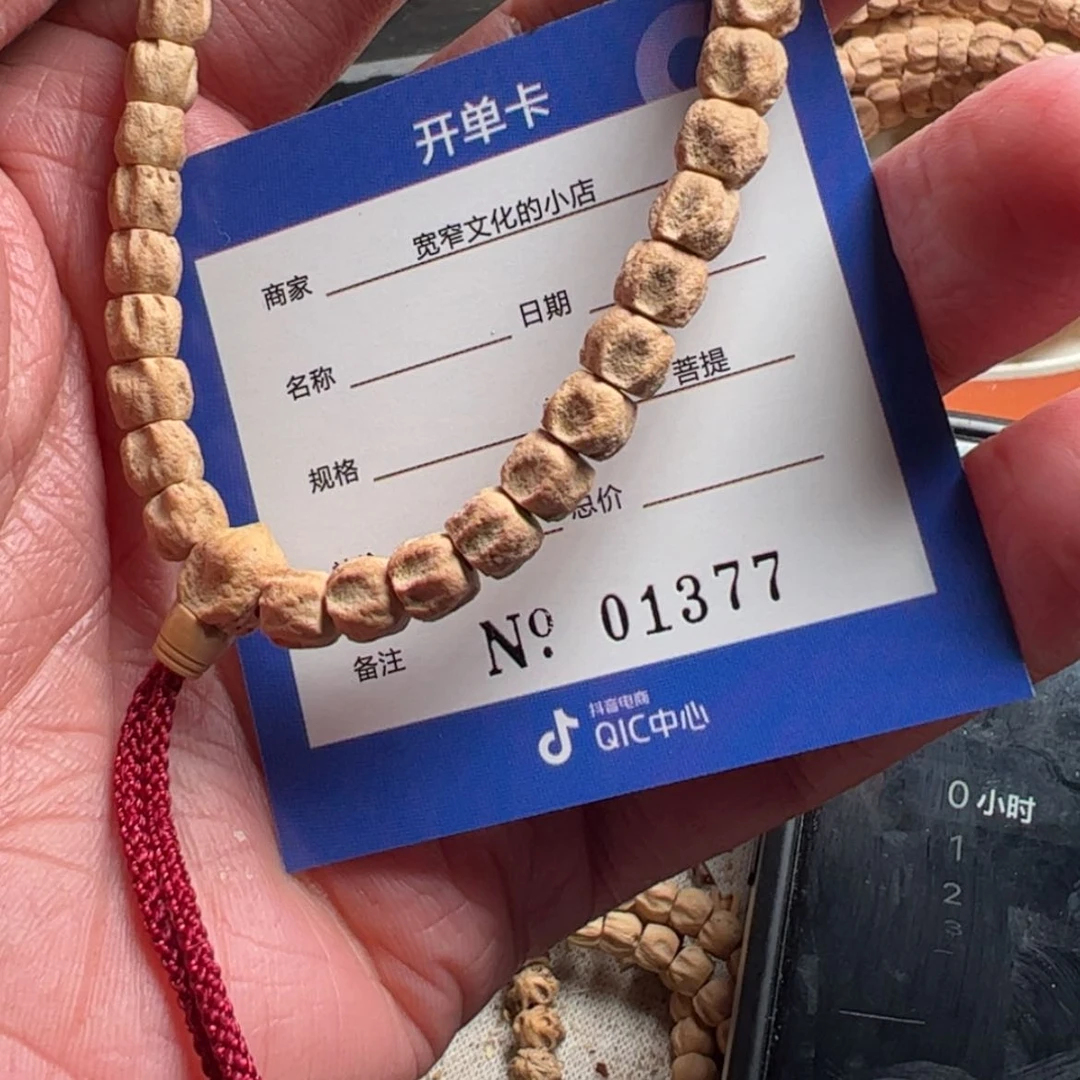 开单卡
商家 宽窄文化的小店
名称
日期
菩提
规格
总价
备注
Nº. 01377
抖音电商
QIC中心
0 小时
1
2
3